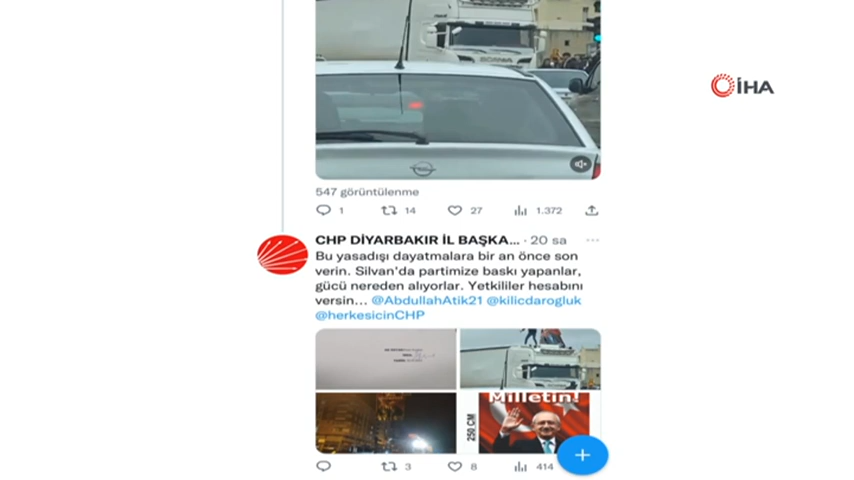 SCANIA
İHA
547 görüntülenme
1 14 27 1.372
CHP DİYARBAKIR İL BAŞKA... · 20 sa
Bu yasadışı dayatmalara bir an önce son
verin. Silvan'da partimize baskı yapanlar,
gücü nereden alıyorlar. Yetkililer hesabını
versin... @AbdullahAtik21 @kilicdarogluk
@herkesicinCHP
Milletin!
250 CM
3 8 414